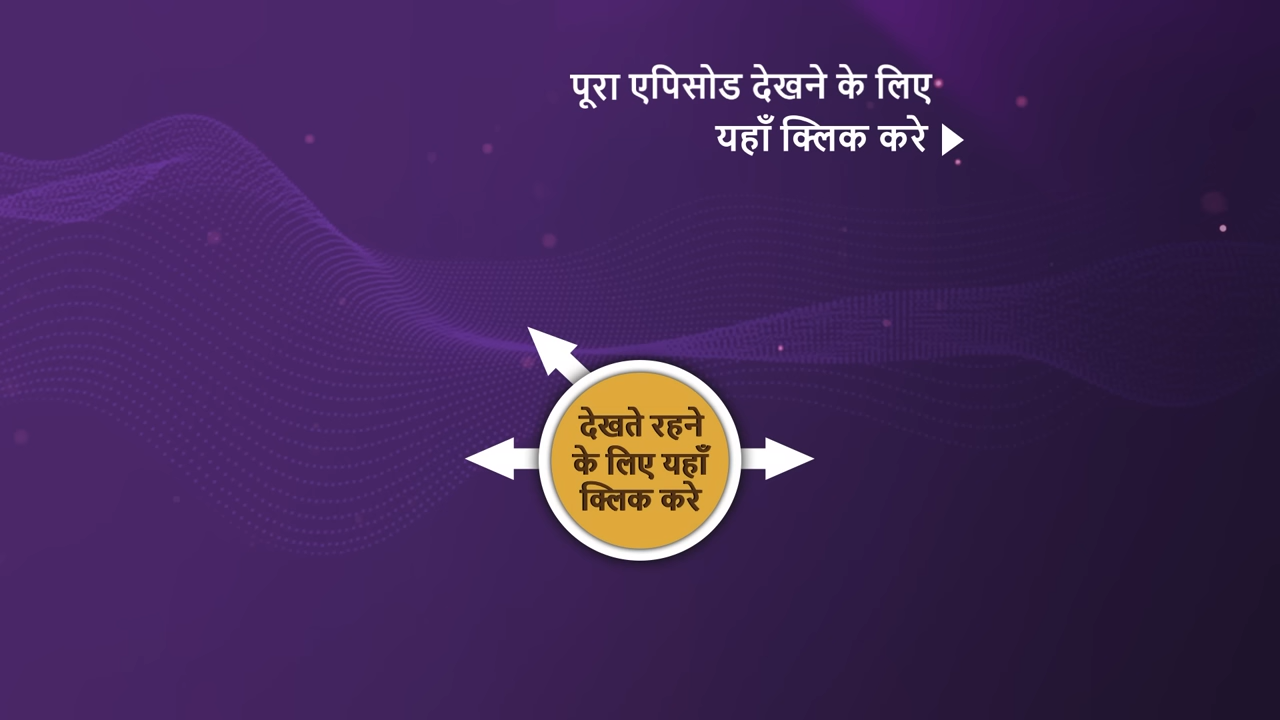 पूरा एपिसोड देखने के लिए
यहाँ क्लिक करे
देखते रहने
के लिए यहाँ
क्लिक करे